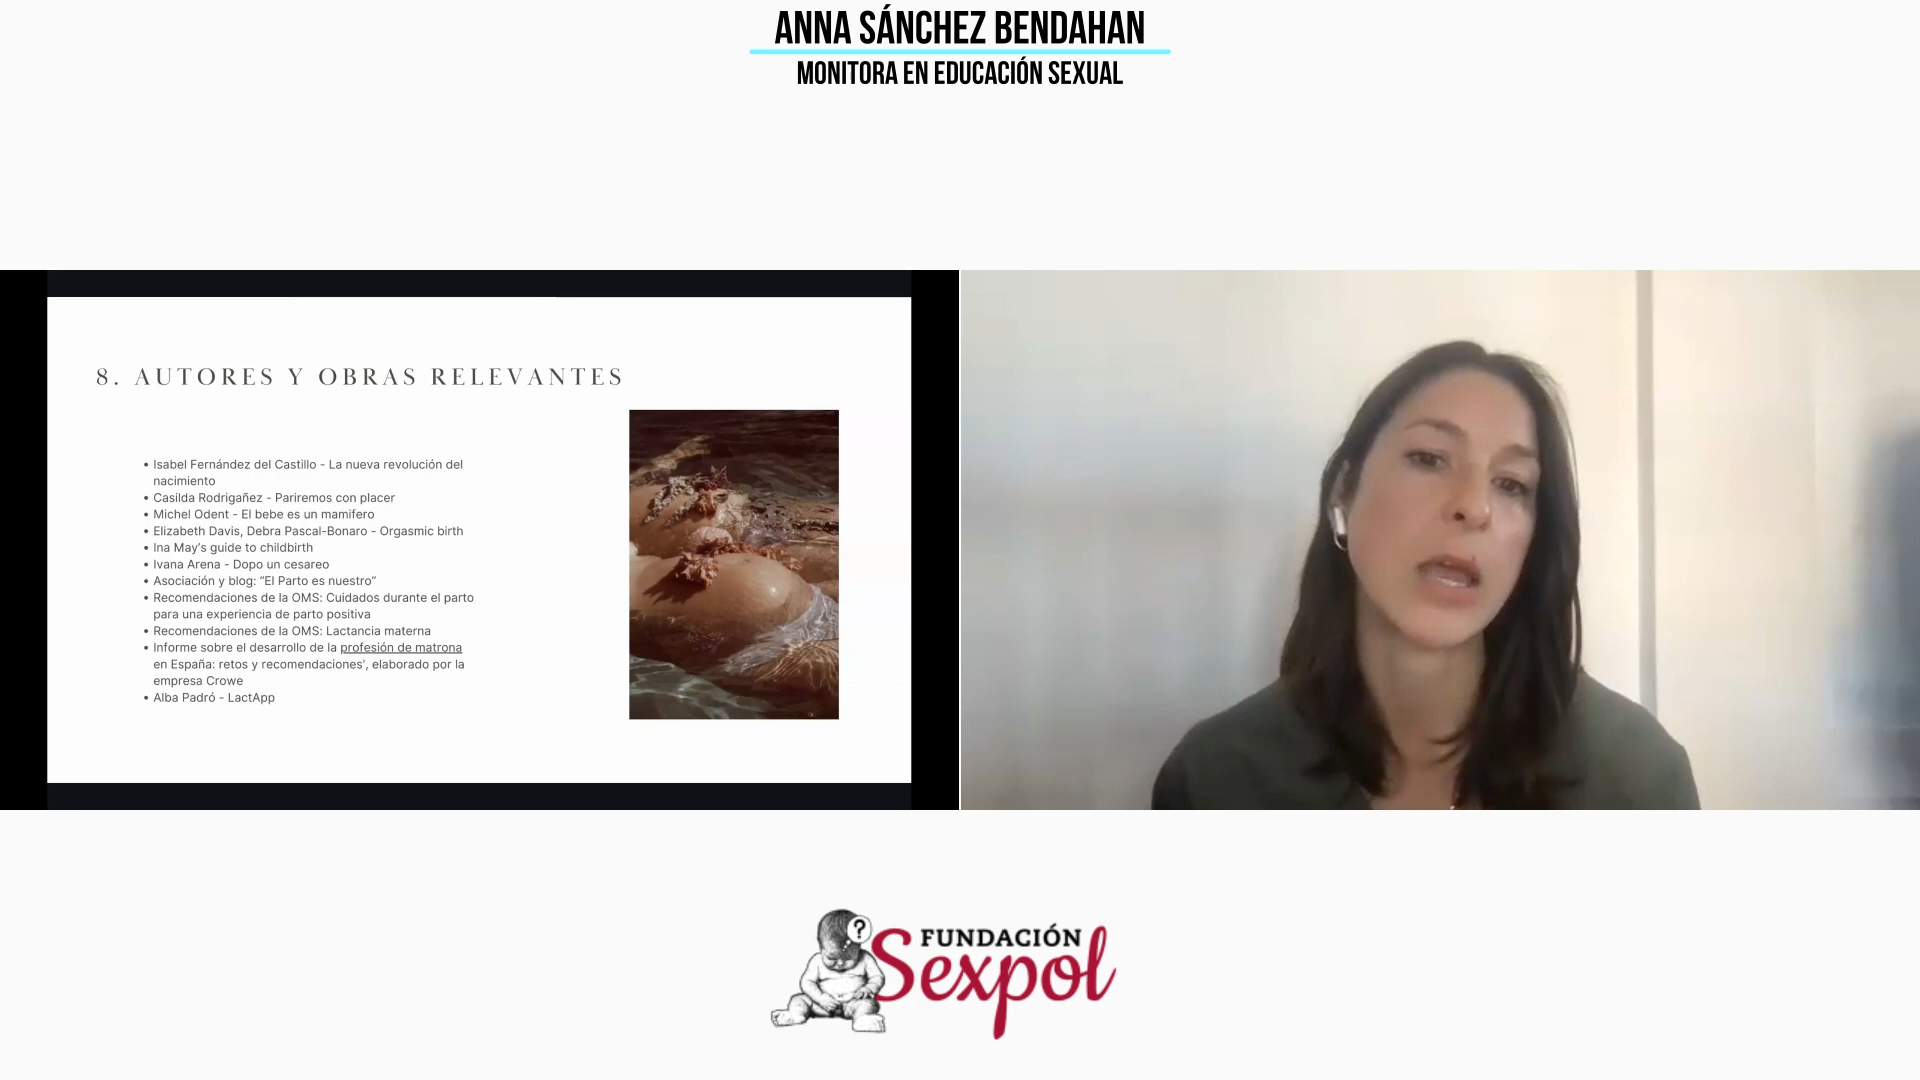 ANNA SÁNCHEZ BENDAHAN
MONITORA EN EDUCACIÓN SEXUAL
8. AUTORES Y OBRAS RELEVANTES
• Isabel Fernández del Castillo - La nueva revolución del
nacimiento
• Casilda Rodrigañez - Pariremos con placer
• Michel Odent - El bebe es un mamifero
• Elizabeth Davis, Debra Pascal-Bonaro - Orgasmic birth
• Ina May's guide to childbirth
• Ivana Arena - Dopo un cesareo
• Asociación y blog: “El Parto es nuestro”
• Recomendaciones de la OMS: Cuidados durante el parto
para una experiencia de parto positiva
• Recomendaciones de la OMS: Lactancia materna
• Informe sobre el desarrollo de la profesión de matrona
en España: retos y recomendaciones', elaborado por la
empresa Crowe
• Alba Padró - LactApp
?
FUNDACIÓN
Sexpol